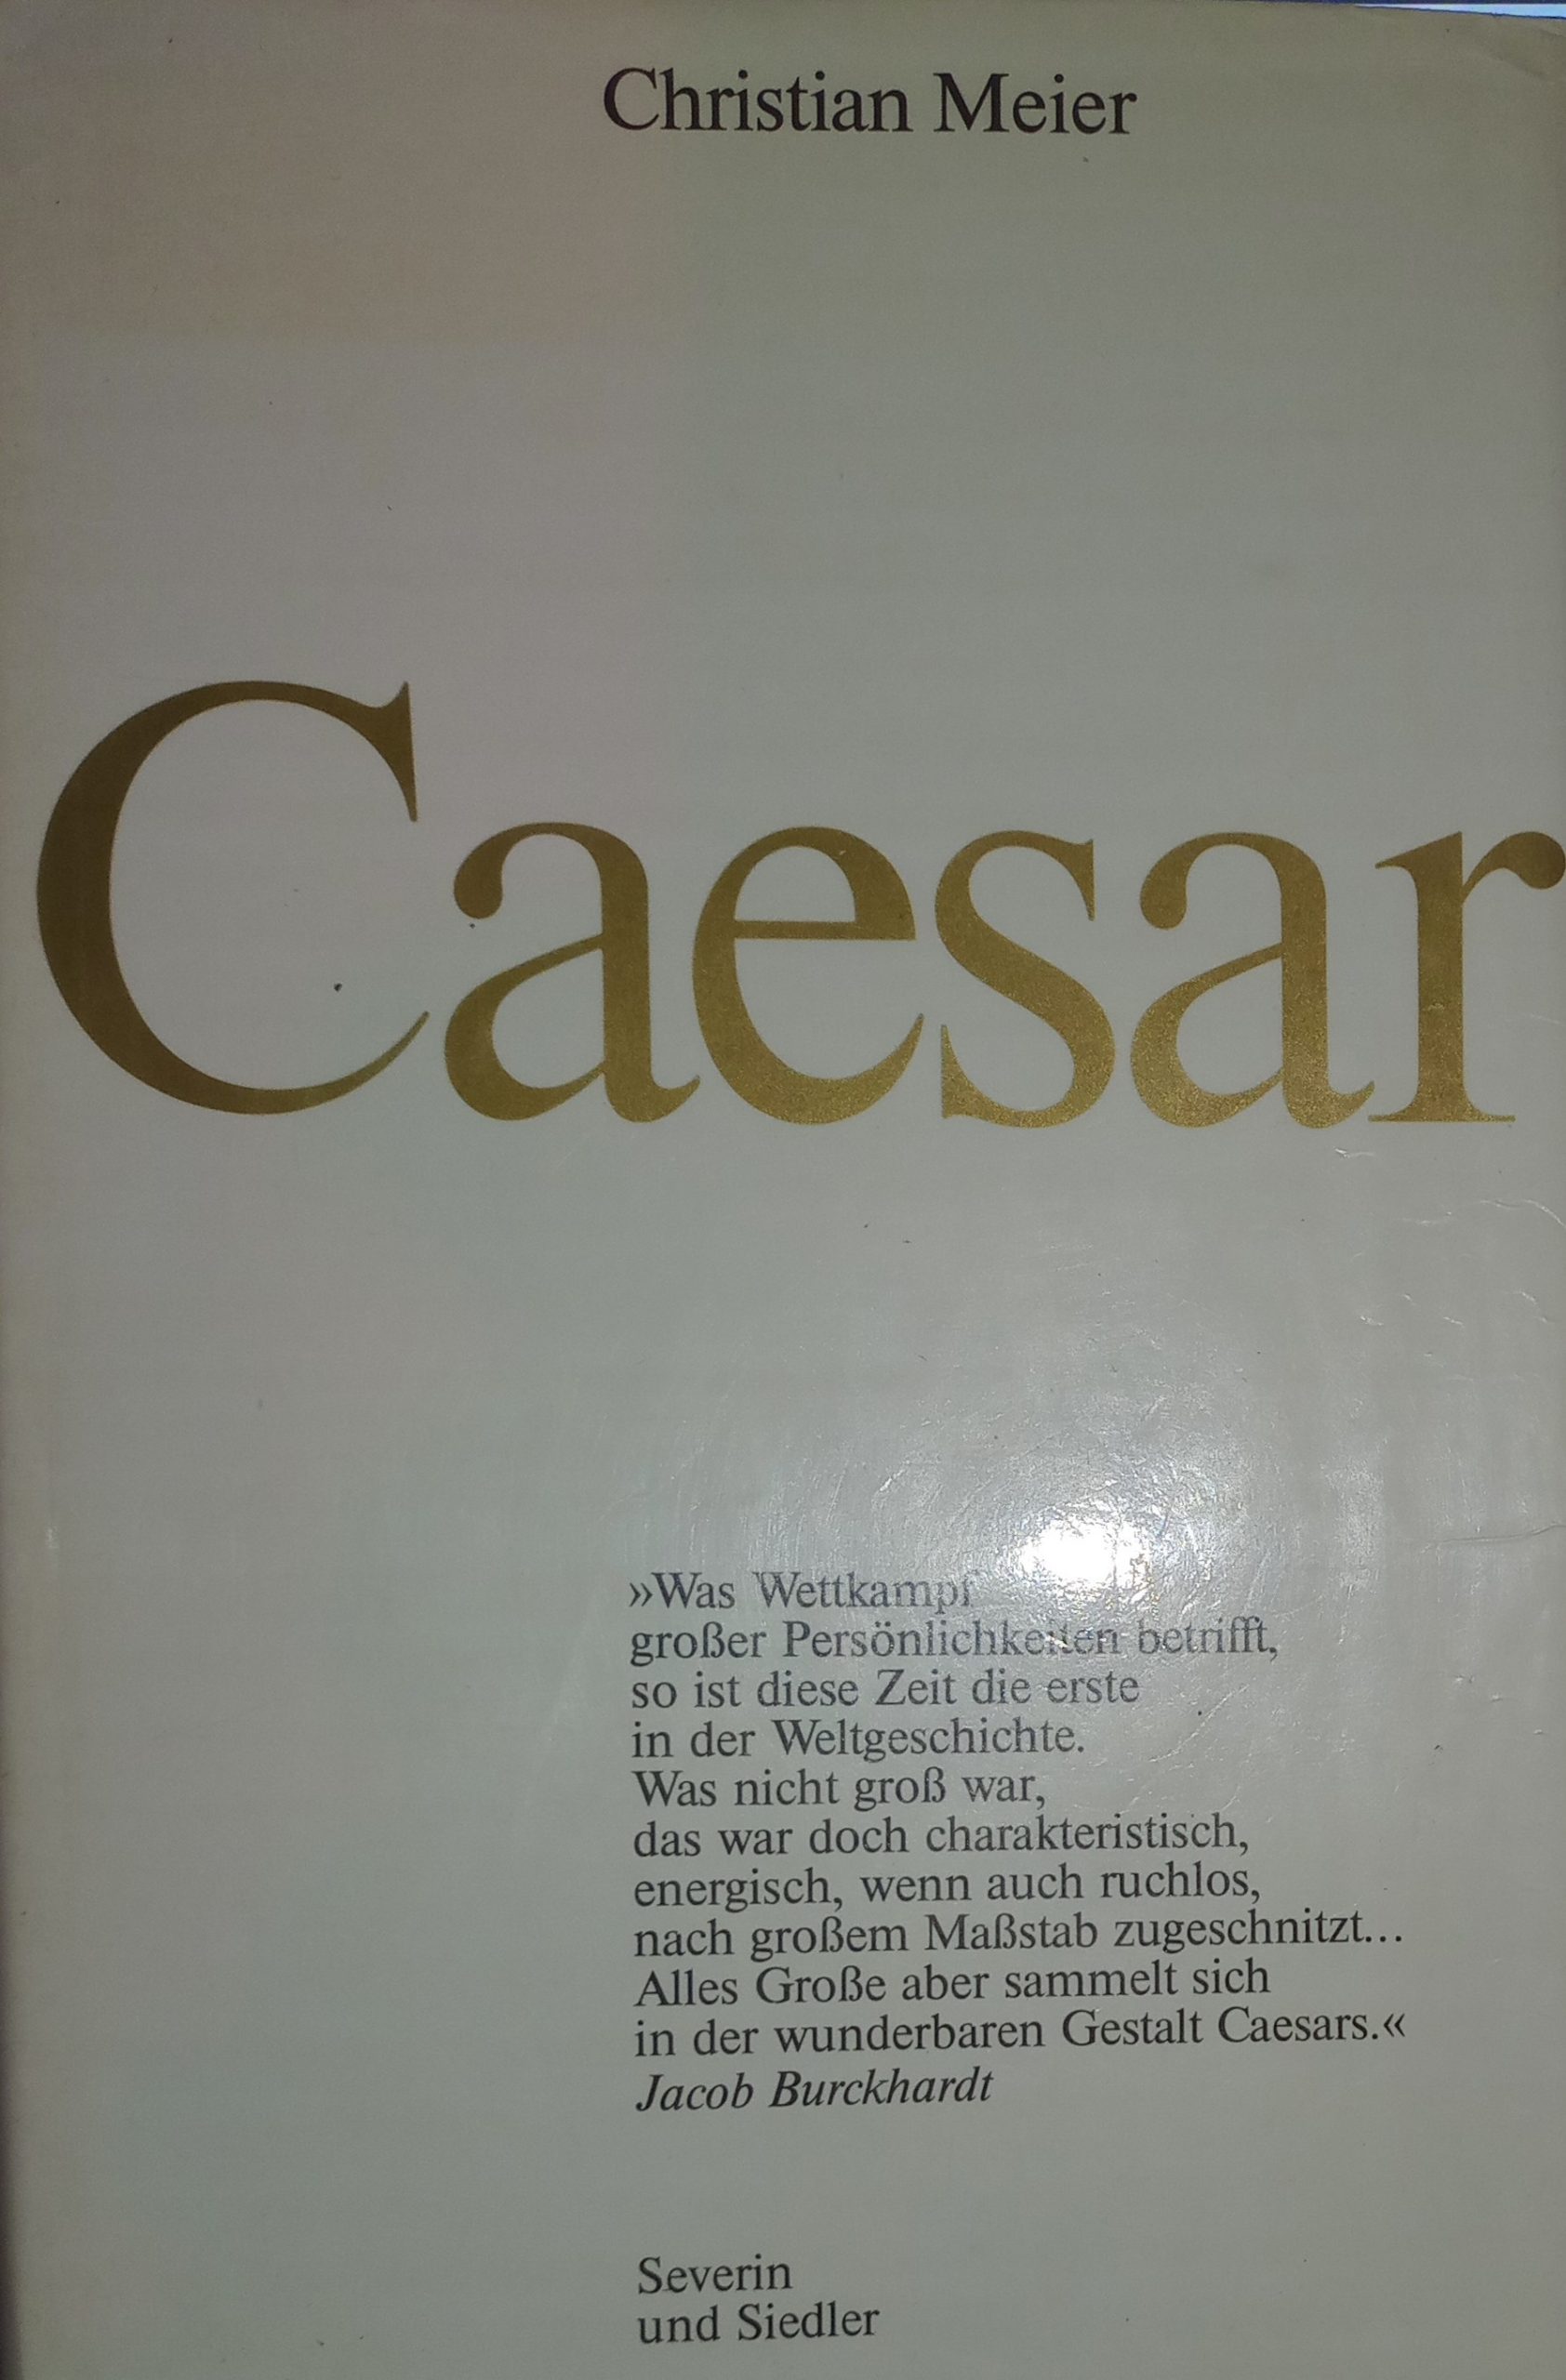 Christian Meier
Caesar
»Was Wettkampf
großer Persönlichkeiten betrifft,
so ist diese Zeit die erste
in der Weltgeschichte.
Was nicht groß war,
das war doch charakteristisch,
energisch, wenn auch ruchlos,
nach großem Maßstab zugeschnitzt...
Alles Große aber sammelt sich
in der wunderbaren Gestalt Caesars.«
Jacob Burckhardt
Severin
und Siedler